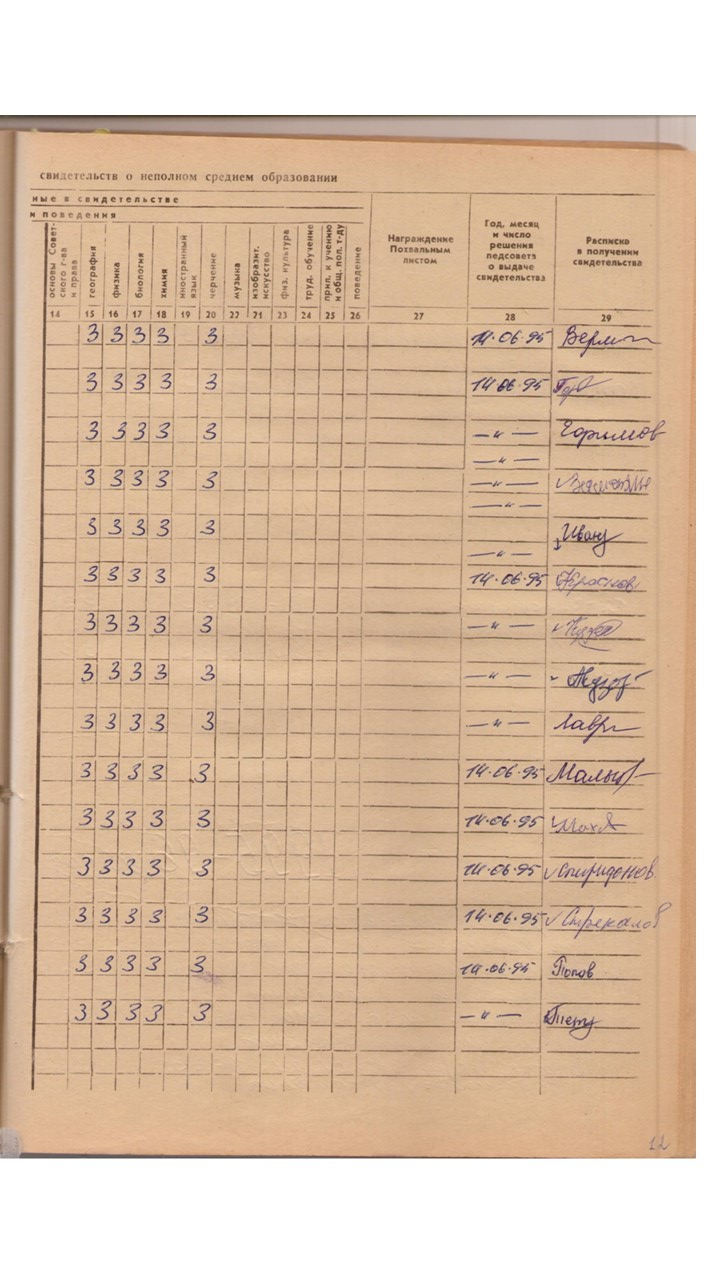 свидетельств о неполном среднем образовании
ные в свидетельстве
и поведения
основы Совет-
ского г-ва
и права
география
физика
биология
химия
иностранный
язык
черчение
музыка
изобразит.
искусство
физ. культура
труд. обучение
прил. к учению
и общ. пол. т-ду
поведение
Награждение
Похвальным
листом
Год, месяц
и число
решения
педсовета
о выдаче
свидетельства
Расписка
в получении
свидетельства
14 15 16 17 18 19 20 22 21 23 24 25 26 27 28 29
3 3 3 3 3 14.06.95
3 3 3 3 3 14.06.95
3 3 3 3 3 —"—
—"—
3 3 3 3 3 —"—
—"—
3 3 3 3 3
—"—
3 3 3 3 3 14.06.95
3 3 3 3 3 —"—
3 3 3 3 3 —"—
3 3 3 3 3 —"— Лавр
3 3 3 3 3 14.06.95
3 3 3 3 3 14.06.95
3 3 3 3 3 14.06.95 Спиридонов
3 3 3 3 3 14.06.95 Стрекалов
3 3 3 3 3 14.06.95 Попов
3 3 3 3 3 —"—
12